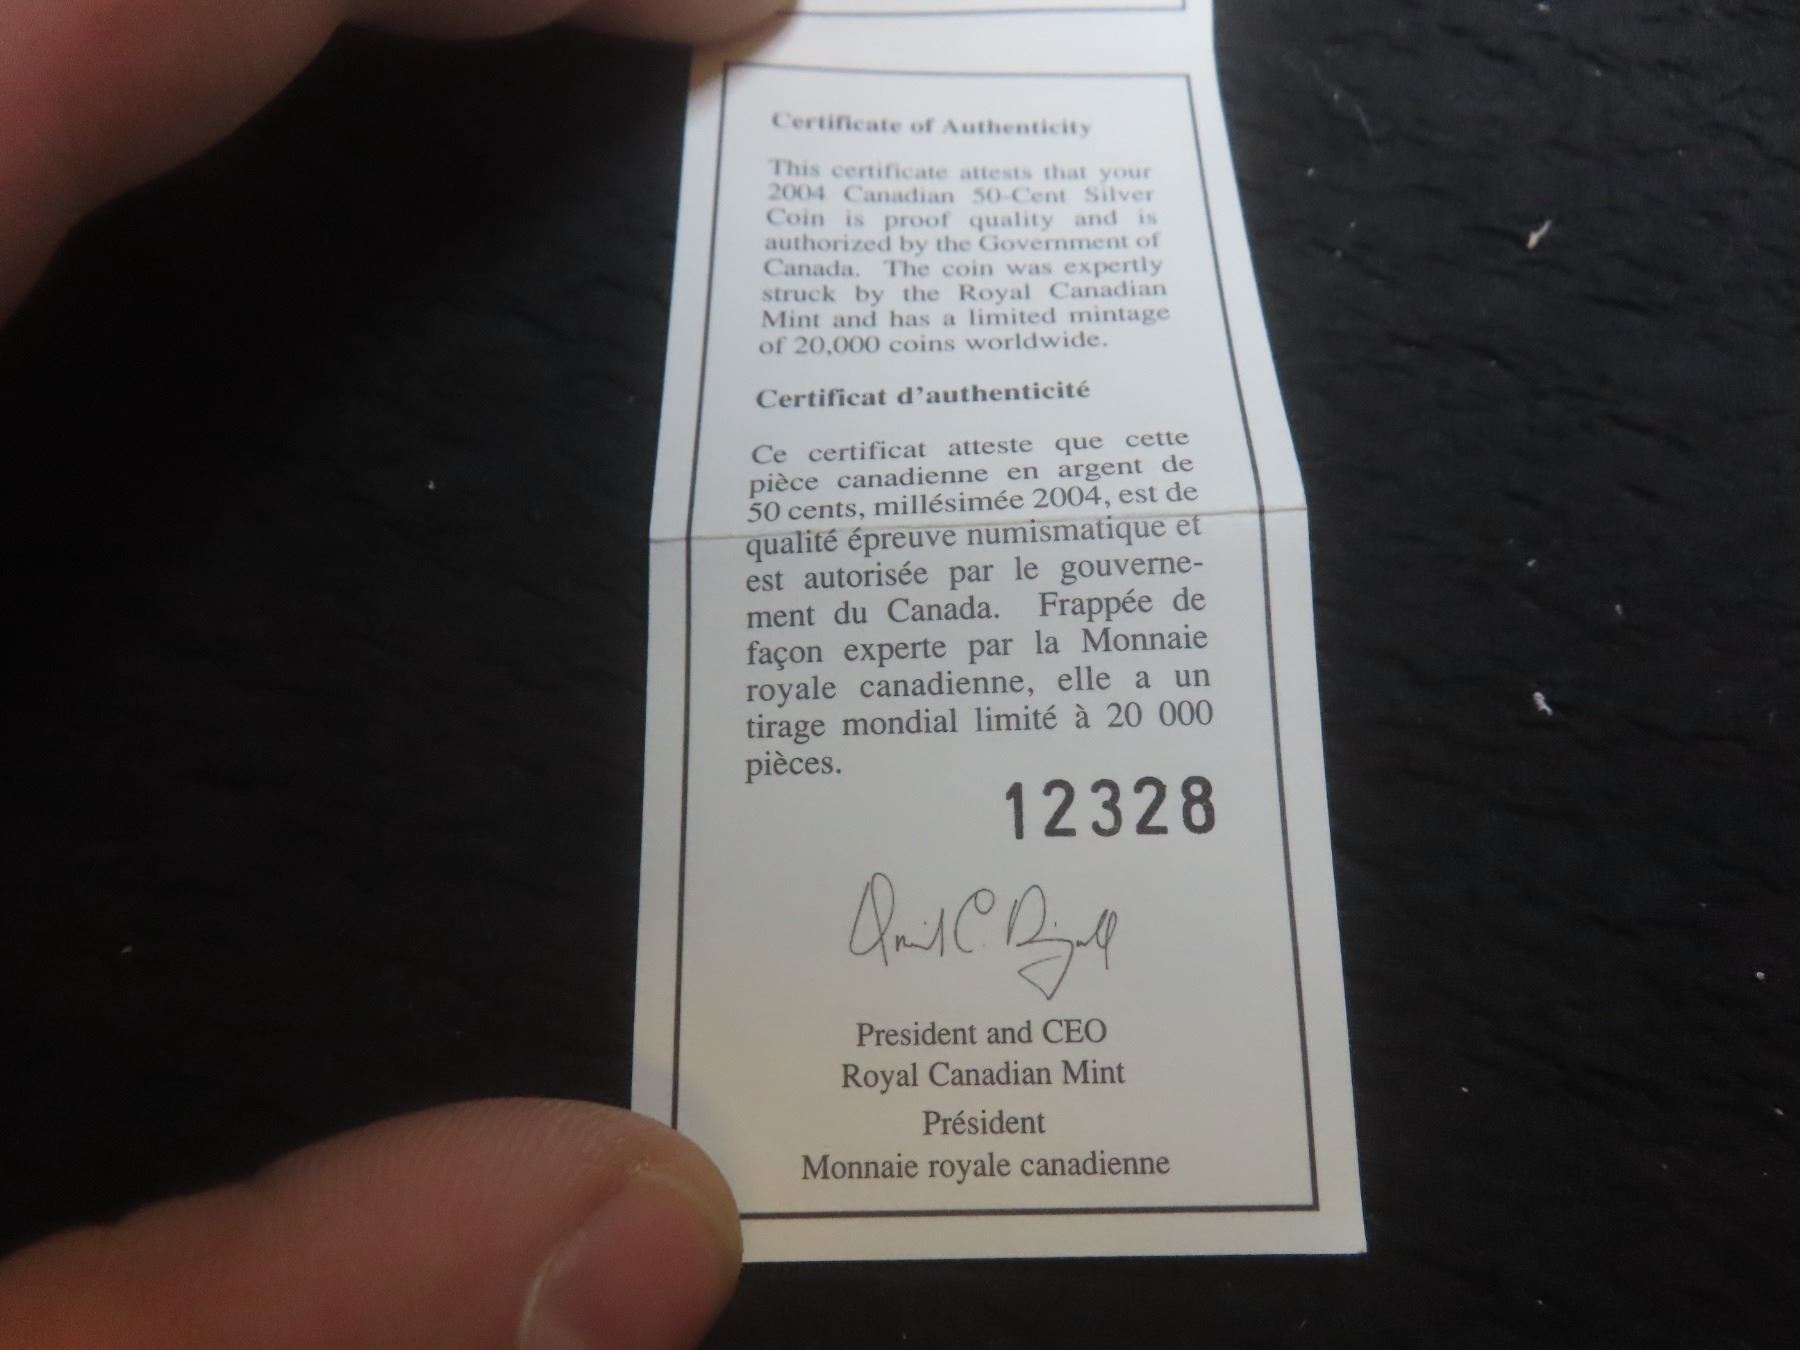 Certificate of Authenticity
This certificate attests that your
2004 Canadian 50-Cent Silver
Coin is proof quality and is
authorized by the Government of
Canada. The coin was expertly
struck by the Royal Canadian
Mint and has a limited mintage
of 20,000 coins worldwide.
Certificat d'authenticité
Ce certificat atteste que cette
pièce canadienne en argent de
50 cents, millésimée 2004, est de
qualité épreuve numismatique et
est autorisée par le gouverne-
ment du Canada. Frappée de
façon experte par la Monnaie
royale canadienne, elle a un
tirage mondial limité à 20 000
pièces.
12328
President and CEO
Royal Canadian Mint
Président
Monnaie royale canadienne